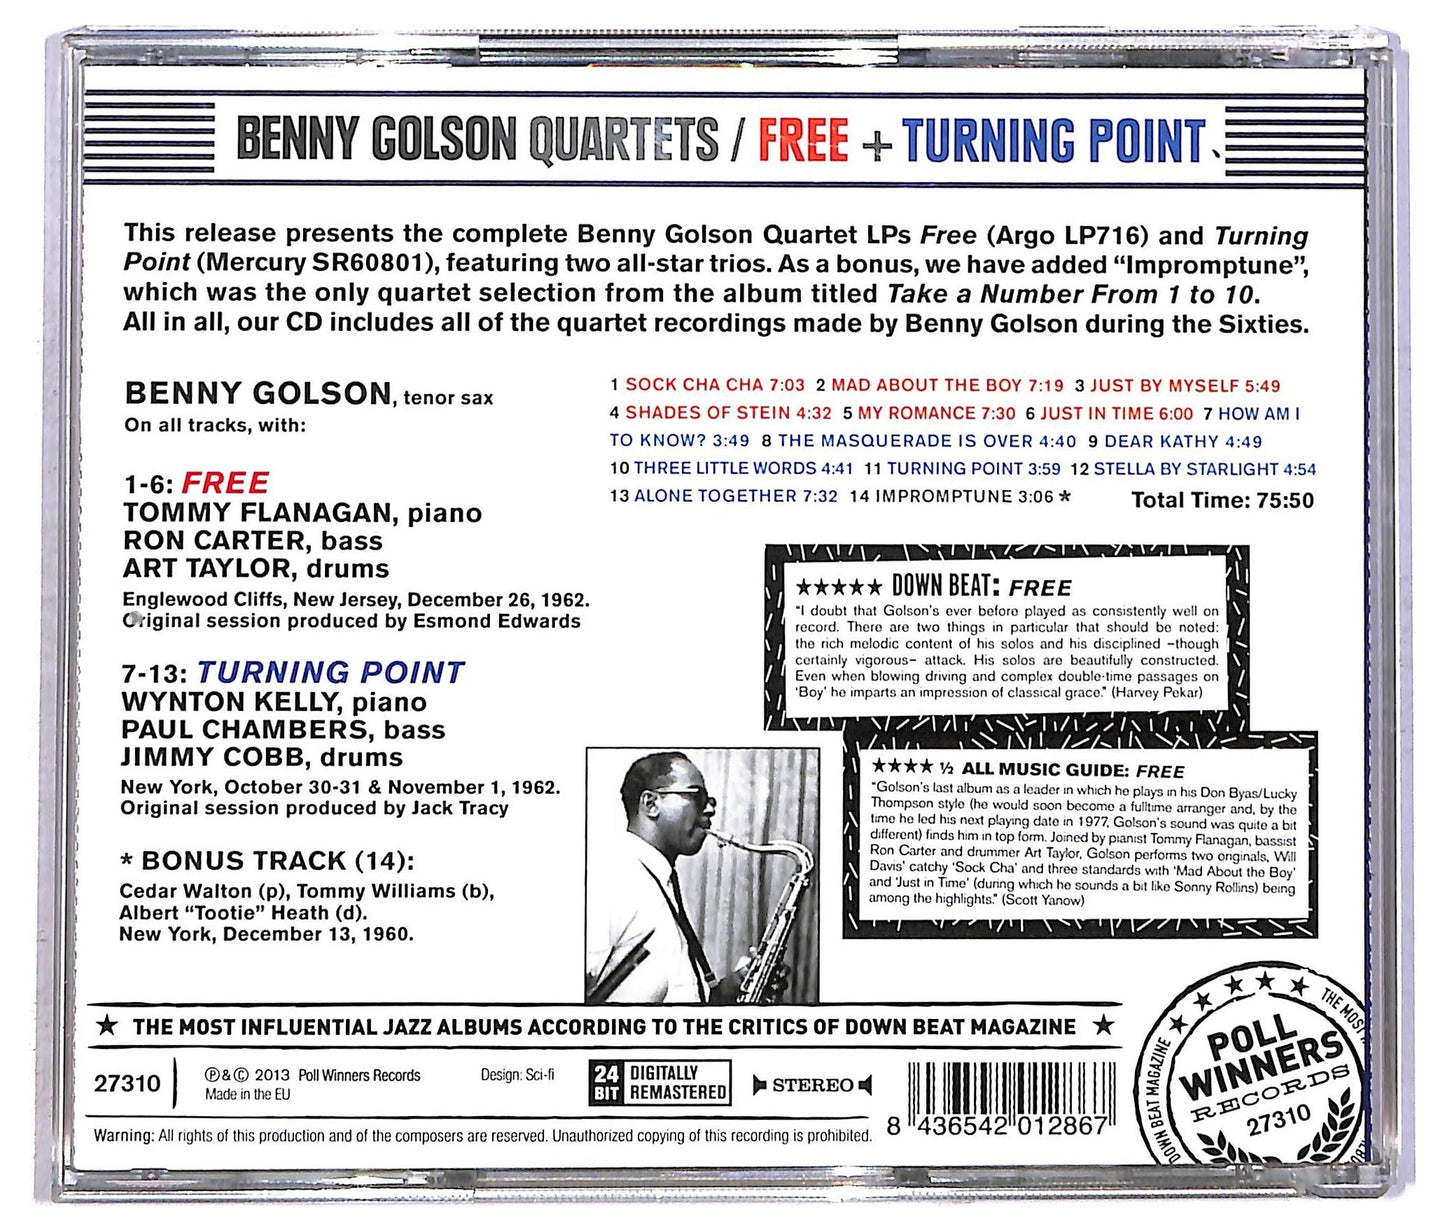 BENNY GOLSON QUARTETS / FREE + TURNING POINT
This release presents the complete Benny Golson Quartet LPs Free (Argo LP716) and Turning
Point (Mercury SR60801), featuring two all-star trios. As a bonus, we have added “Impromptune”,
which was the only quartet selection from the album titled Take a Number From 1 to 10.
All in all, our CD includes all of the quartet recordings made by Benny Golson during the Sixties.
BENNY GOLSON, tenor sax
On all tracks, with:
1-6: FREE
TOMMY FLANAGAN, piano
RON CARTER, bass
ART TAYLOR, drums
Englewood Cliffs, New Jersey, December 26, 1962.
Original session produced by Esmond Edwards
7-13: TURNING POINT
WYNTON KELLY, piano
PAUL CHAMBERS, bass
JIMMY COBB, drums
New York, October 30-31 & November 1, 1962.
Original session produced by Jack Tracy
* BONUS TRACK (14):
Cedar Walton (p), Tommy Williams (b),
Albert “Tootie” Heath (d).
New York, December 13, 1960.
1 SOCK CHA CHA 7:03 2 MAD ABOUT THE BOY 7:19 3 JUST BY MYSELF 5:49
4 SHADES OF STEIN 4:32 5 MY ROMANCE 7:30 6 JUST IN TIME 6:00 7 HOW AM I
TO KNOW? 3:49 8 THE MASQUERADE IS OVER 4:40 9 DEAR KATHY 4:49
10 THREE LITTLE WORDS 4:41 11 TURNING POINT 3:59 12 STELLA BY STARLIGHT 4:54
13 ALONE TOGETHER 7:32 14 IMPROMPTUNE 3:06 * Total Time: 75:50
★★★★★ DOWN BEAT: FREE
“I doubt that Golson's ever before played as consistently well on
record. There are two things in particular that should be noted:
the rich melodic content of his solos and his disciplined –though
certainly vigorous– attack. His solos are beautifully constructed.
Even when blowing driving and complex double-time passages on
‘Boy’ he imparts an impression of classical grace.” (Harvey Pekar)
★★★★ ½ ALL MUSIC GUIDE: FREE
“Golson's last album as a leader in which he plays in his Don Byas/Lucky
Thompson style (he would soon become a fulltime arranger and, by the
time he led his next playing date in 1977, Golson's sound was quite a bit
different) finds him in top form. Joined by pianist Tommy Flanagan, bassist
Ron Carter and drummer Art Taylor, Golson performs two originals, Will
Davis' catchy ‘Sock Cha’ and three standards with ‘Mad About the Boy’
and ‘Just in Time’ (during which he sounds a bit like Sonny Rollins) being
among the highlights.” (Scott Yanow)
★ THE MOST INFLUENTIAL JAZZ ALBUMS ACCORDING TO THE CRITICS OF DOWN BEAT MAGAZINE ★
27310
℗&© 2013 Poll Winners Records
Made in the EU
Design: Sci-fi
24 BIT DIGITALLY
REMASTERED
STEREO
8 436542 012867
Warning: All rights of this production and of the composers are reserved. Unauthorized copying of this recording is prohibited.
THE MOST
POLL
WINNERS
RECORDS
27310
DOWN BEAT MAGAZINE